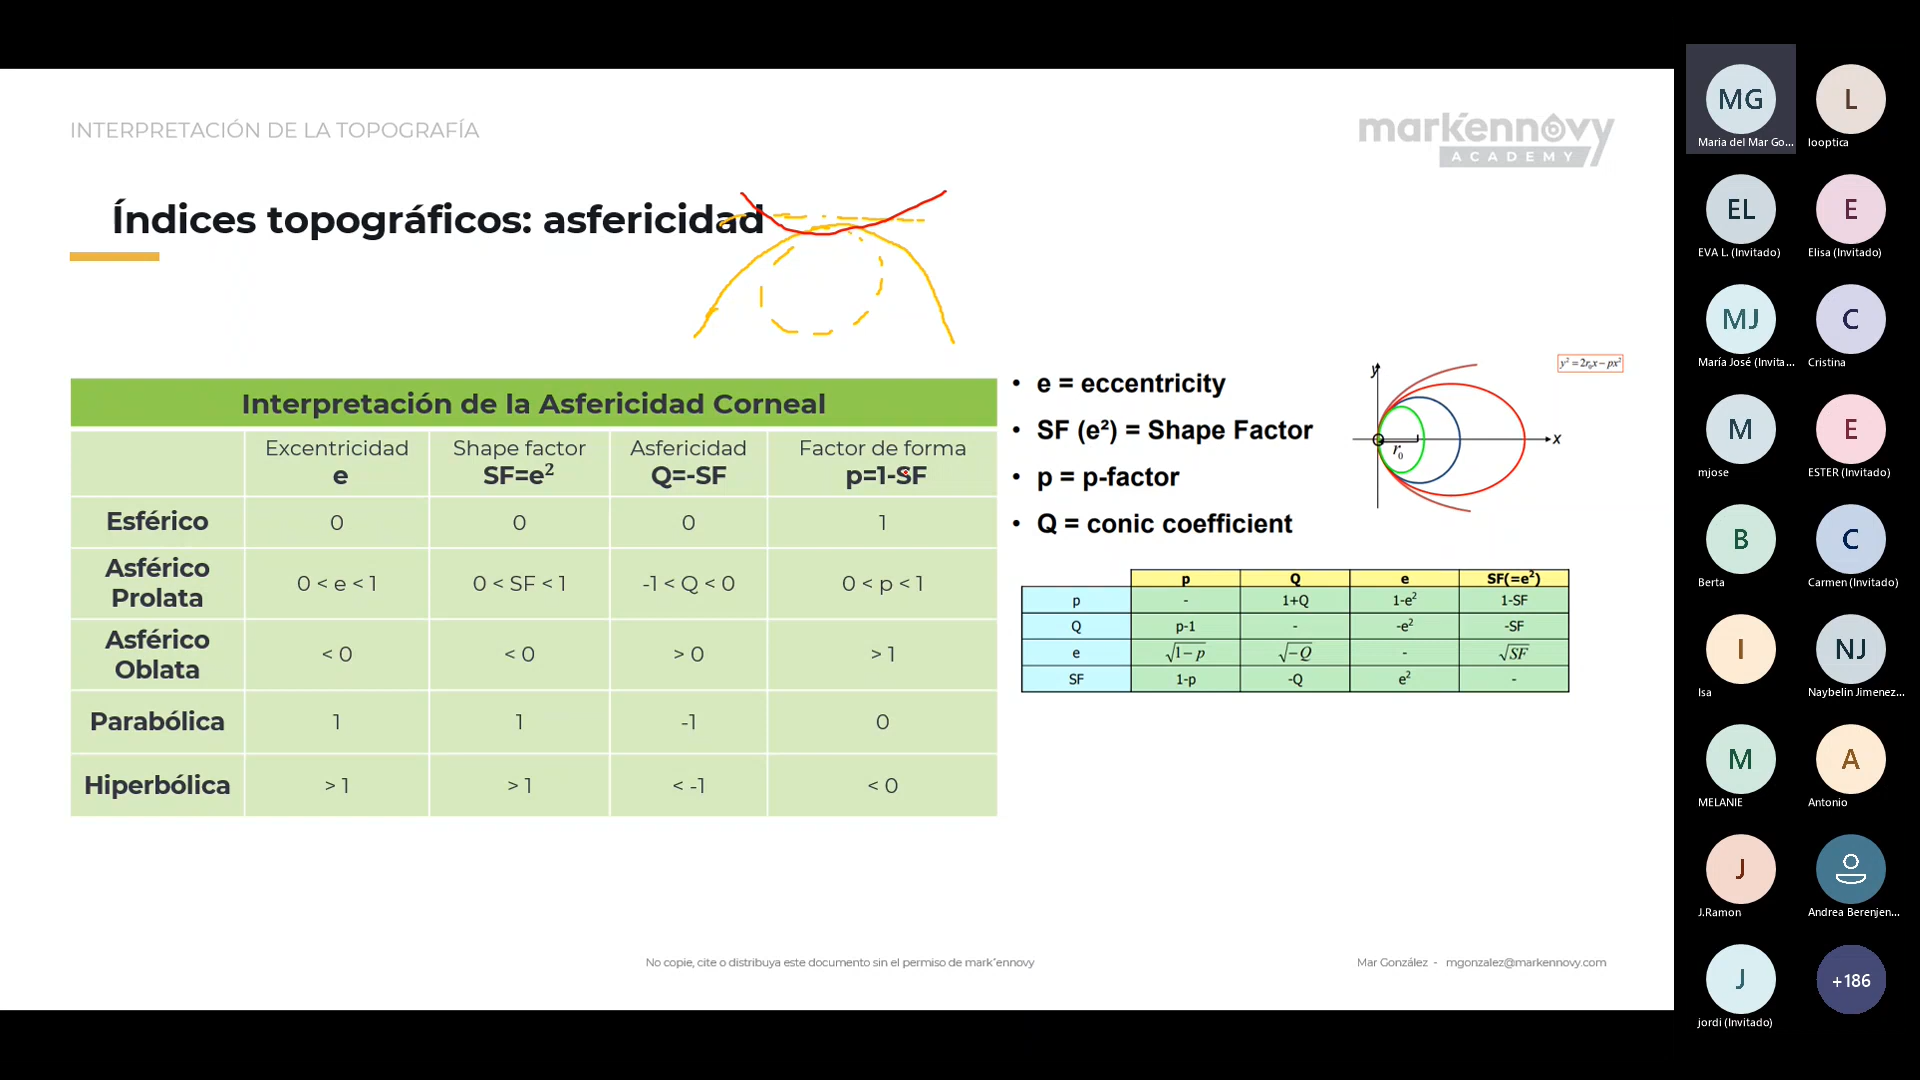 INTERPRETACIÓN DE LA TOPOGRAFÍA
mark'ennovy
ACADEMY
Índices topográficos: asfericidad
Interpretación de la Asfericidad Corneal
Excentricidad Shape factor Asfericidad Factor de forma
e SF=e² Q=-SF p=1-SF
Esférico 0 0 0 1
Asférico Prolata 0 < e < 1 0 < SF < 1 -1 < Q < 0 0 < p < 1
Asférico Oblata < 0 < 0 > 0 > 1
Parabólica 1 1 -1 0
Hiperbólica > 1 > 1 < -1 < 0
• e = eccentricity
• SF (e²) = Shape Factor
• p = p-factor
• Q = conic coefficient
y
x
r₀
y² = 2r₀x − px²
p Q e SF(=e²)
p - 1+Q 1-e² 1-SF
Q p-1 - -e² -SF
e √1−p √−Q - √SF
SF 1-p -Q e² -
No copie, cite o distribuya este documento sin el permiso de mark'ennovy
Mar González - mgonzalez@markennovy.com
MG L
Maria del Mar Go... looptica
EL E
EVA L. (Invitado) Elisa (Invitado)
MJ C
María José (Invita... Cristina
M E
mjose ESTER (Invitado)
B C
Berta Carmen (Invitado)
I NJ
Isa Naybelin Jimenez...
M A
MELANIE Antonio
J
J.Ramon Andrea Berenjen...
J +186
jordi (Invitado)